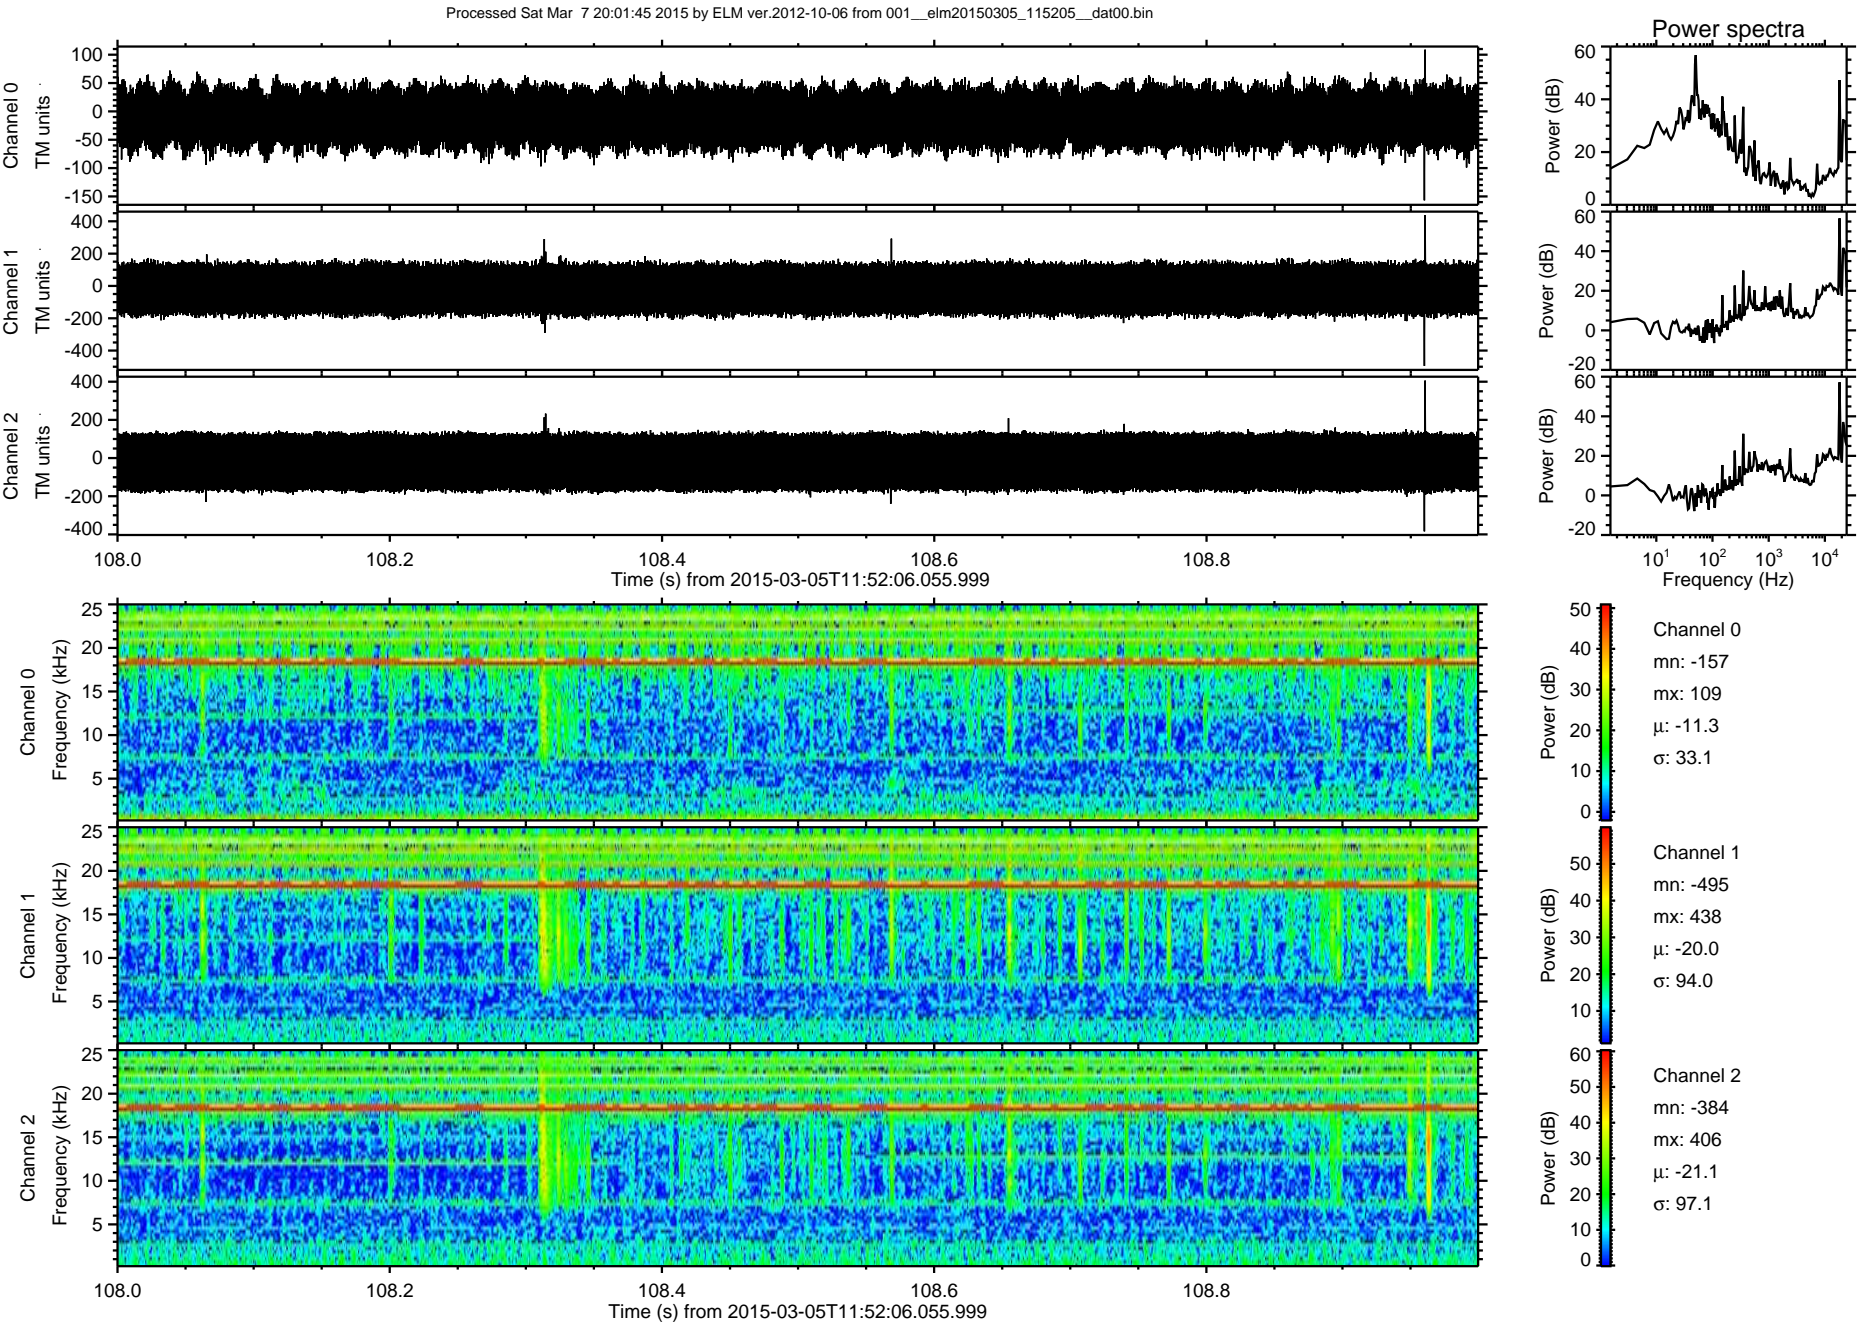 Processed Sat Mar 7 20:01:45 2015 by ELM ver.2012-10-06 from 001__elm20150305_115205__dat00.bin
Power spectra
Channel 0
TM units
100
50
0
-50
-100
-150
Power (dB)
60
40
20
0
Channel 1
TM units
400
200
0
-200
-400
Power (dB)
60
40
20
0
-20
Channel 2
TM units
400
200
0
-200
-400
Power (dB)
60
40
20
0
-20
108.0 108.2 108.4 108.6 108.8
Time (s) from 2015-03-05T11:52:06.055.999
10¹ 10² 10³ 10⁴
Frequency (Hz)
Channel 0
Frequency (kHz)
25
20
15
10
5
Power (dB)
50
40
30
20
10
0
Channel 0
mn: -157
mx: 109
μ: -11.3
σ: 33.1
Channel 1
Frequency (kHz)
25
20
15
10
5
Power (dB)
50
40
30
20
10
Channel 1
mn: -495
mx: 438
μ: -20.0
σ: 94.0
Channel 2
Frequency (kHz)
25
20
15
10
5
Power (dB)
60
50
40
30
20
10
0
Channel 2
mn: -384
mx: 406
μ: -21.1
σ: 97.1
108.0 108.2 108.4 108.6 108.8
Time (s) from 2015-03-05T11:52:06.055.999